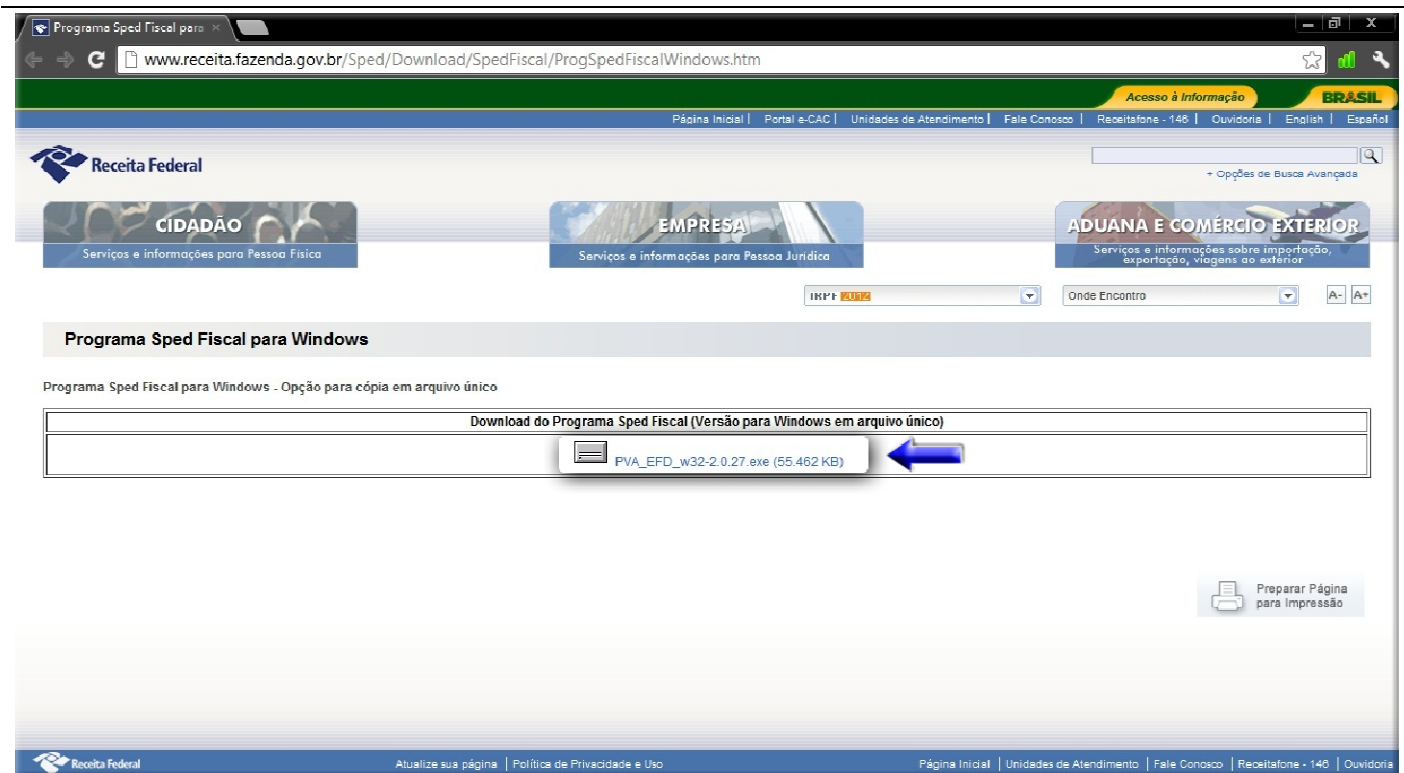 Programa Sped Fiscal para
www.receita.fazenda.gov.br/Sped/Download/SpedFiscal/ProgSpedFiscalWindows.htm
Acesso à Informação BRASIL
Página Inicial | Portal e-CAC | Unidades de Atendimento | Fale Conosco | Receitafone - 146 | Ouvidoria | English | Español
Receita Federal
+ Opções de Busca Avançada
CIDADÃO
Serviços e informações para Pessoa Física
EMPRESA
Serviços e informações para Pessoa Jurídica
ADUANA E COMÉRCIO EXTERIOR
Serviços e informações sobre importação,
exportação, viagens ao exterior
IRPF 2012 Onde Encontro A- A+
Programa Sped Fiscal para Windows
Programa Sped Fiscal para Windows - Opção para cópia em arquivo único
Download do Programa Sped Fiscal (Versão para Windows em arquivo único)
PVA_EFD_w32-2.0.27.exe (55.462 KB)
Preparar Página
para Impressão
Receita Federal Atualize sua página | Política de Privacidade e Uso Página Inicial | Unidades de Atendimento | Fale Conosco | Receitafone - 146 | Ouvidoria